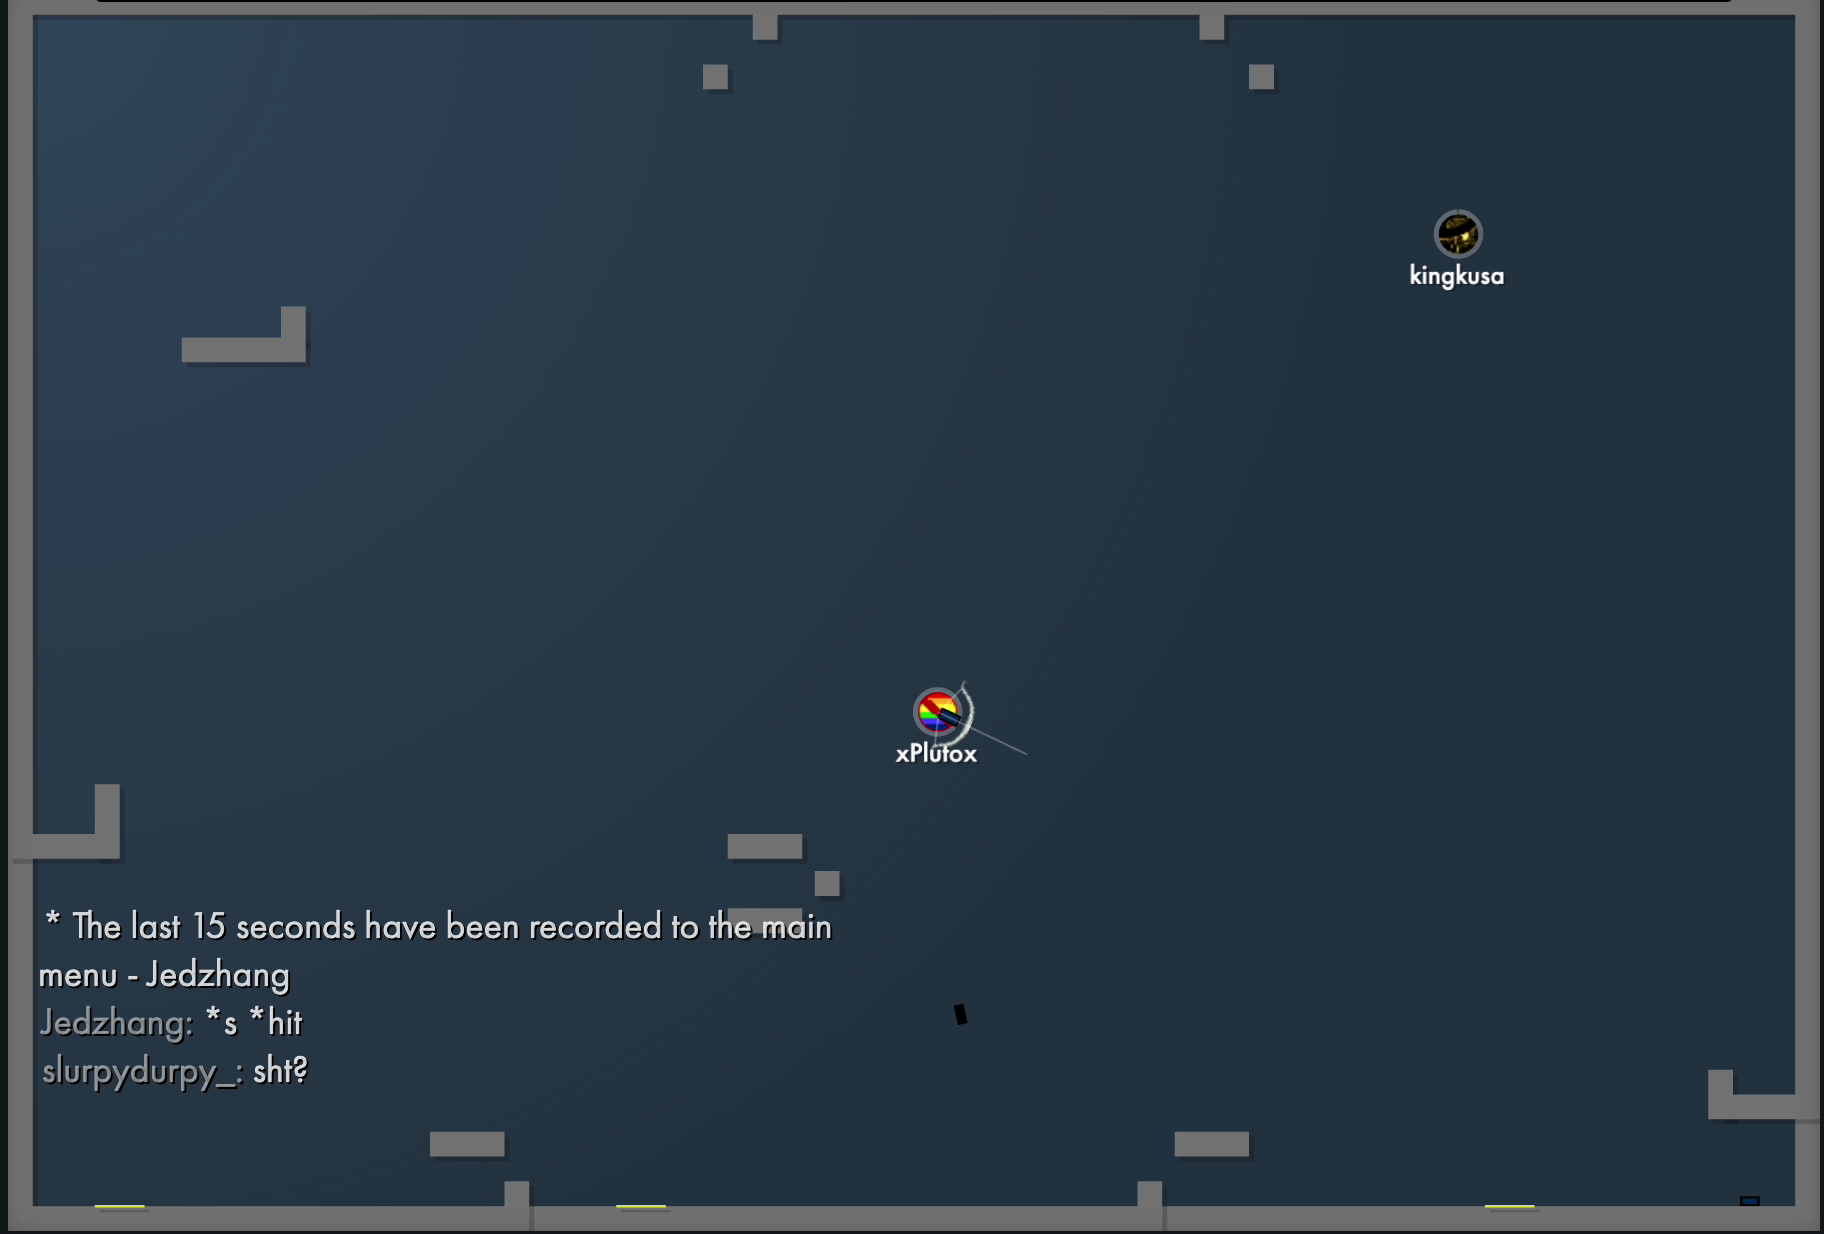 kingkusa
xPlutox
* The last 15 seconds have been recorded to the main
menu - Jedzhang
Jedzhang: *s *hit
slurpydurpy_: sht?